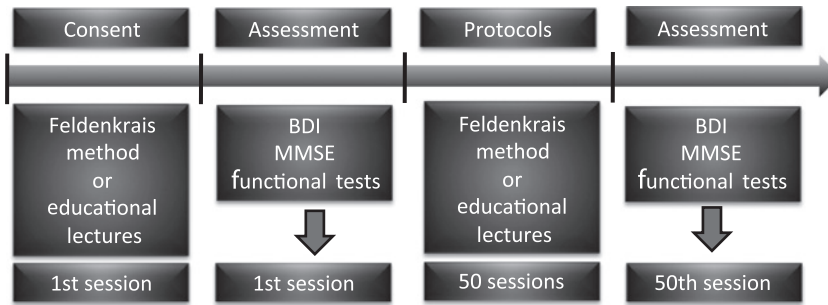 Consent
Assessment
Protocols
Assessment
Feldenkrais
method
or
educational
lectures
BDI
MMSE
functional tests
Feldenkrais
method
or
educational
lectures
BDI
MMSE
functional tests
1st session
1st session
50 sessions
50th session